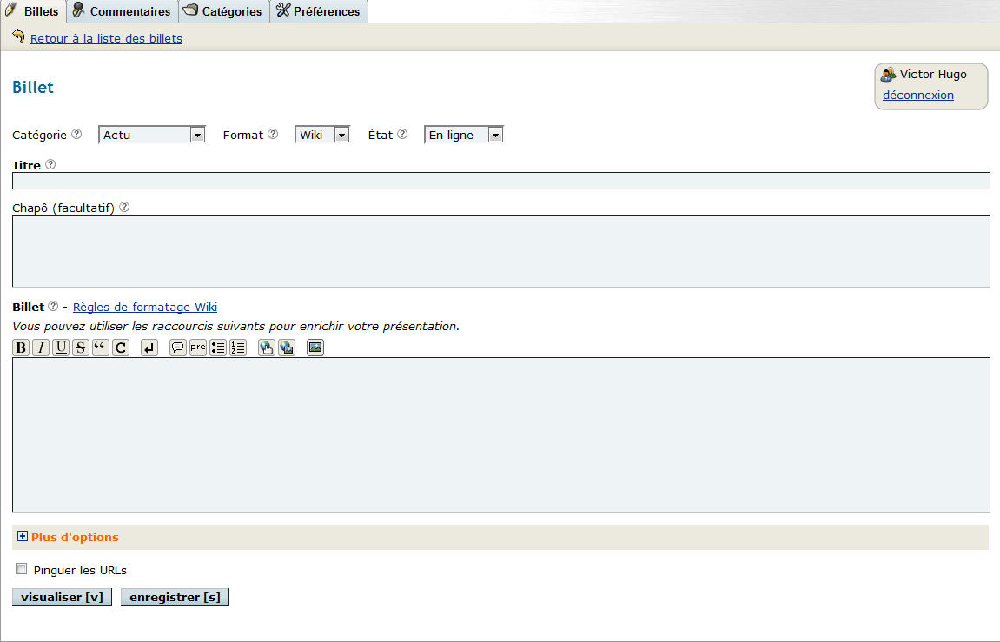 Billets Commentaires Catégories Préférences
Retour à la liste des billets
Billet
Victor Hugo
déconnexion
Catégorie ? Actu Format ? Wiki État ? En ligne
Titre ?
Chapô (facultatif) ?
Billet ? - Règles de formatage Wiki
Vous pouvez utiliser les raccourcis suivants pour enrichir votre présentation.
B I U S “ C pre
Plus d'options
Pinguer les URLs
visualiser [v] enregistrer [s]